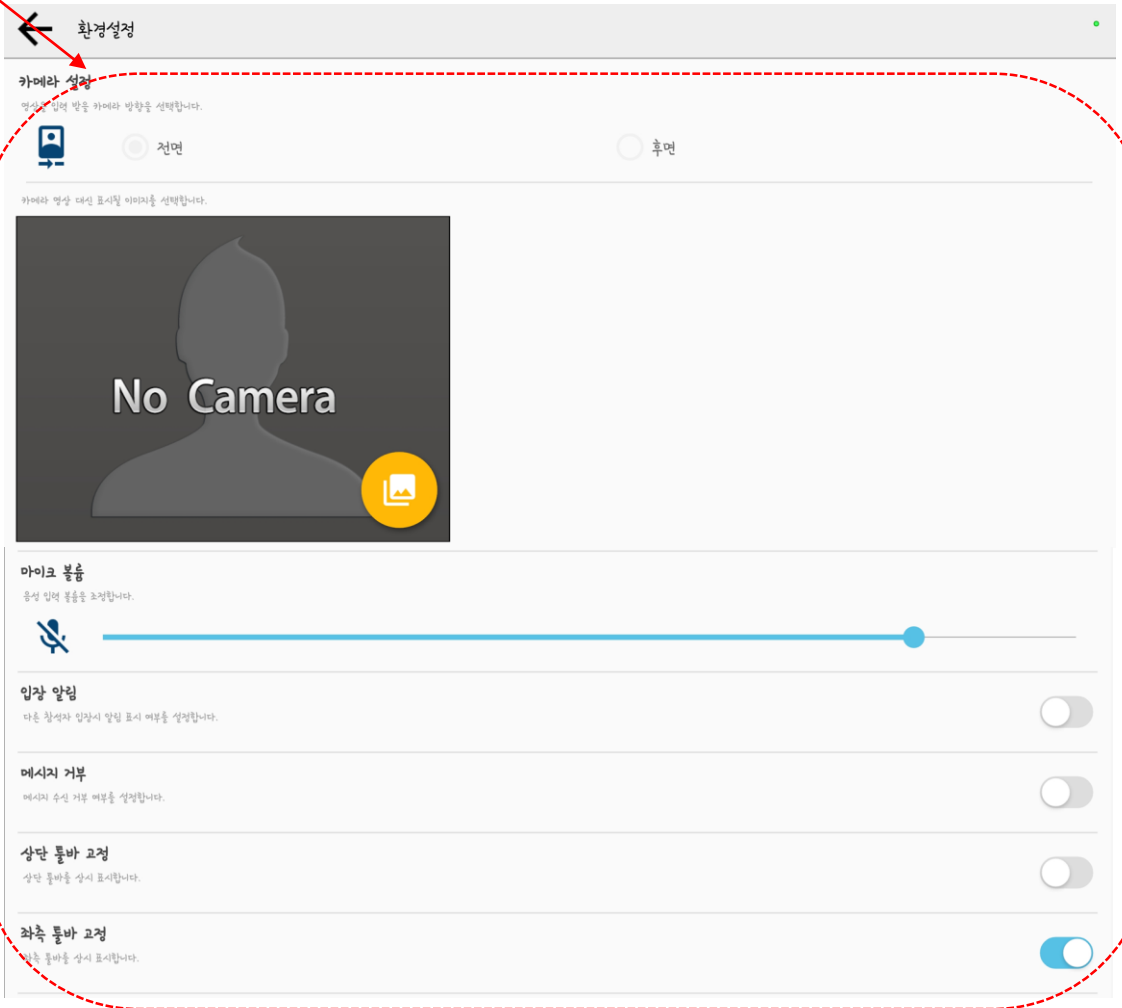 환경설정
카메라 설정
영상을 입력 받을 카메라 방향을 선택합니다.
전면
후면
카메라 영상 대신 표시될 이미지를 선택합니다.
No Camera
마이크 볼륨
음성 입력 볼륨을 조정합니다.
입장 알림
다른 참석자 입장시 알림 표시 여부를 설정합니다.
메시지 거부
메시지 수신 거부 여부를 설정합니다.
상단 툴바 고정
상단 툴바를 상시 표시합니다.
좌측 툴바 고정
좌측 툴바를 상시 표시합니다.